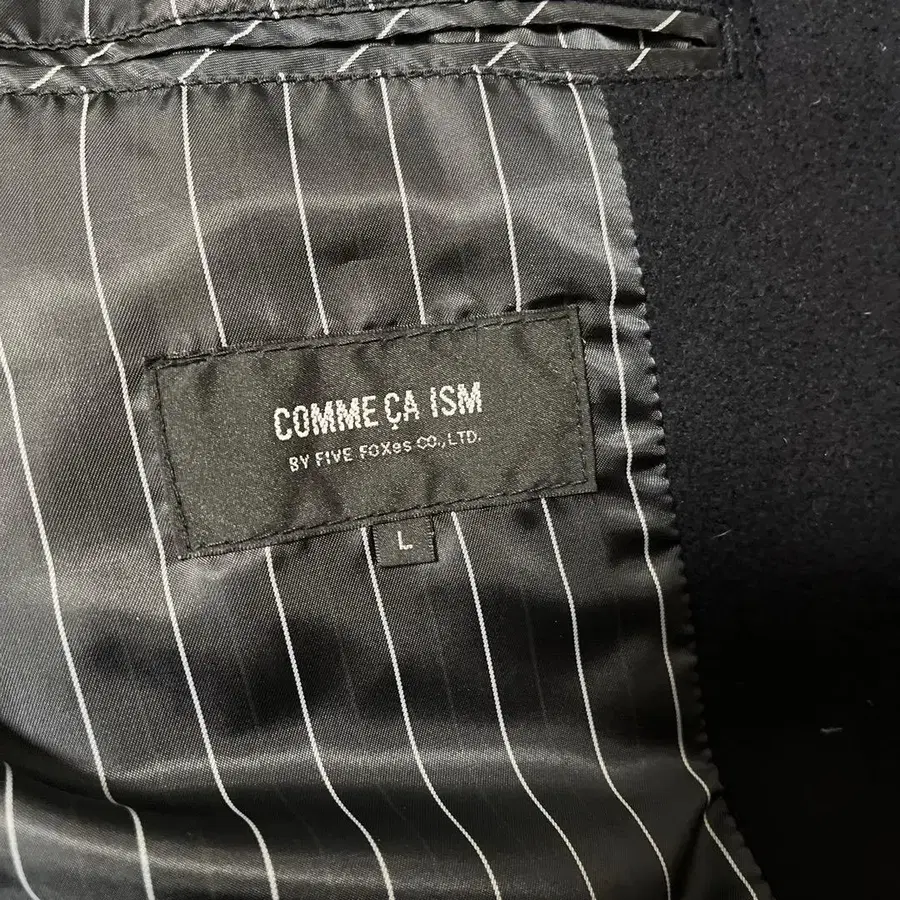 COMME ÇA ISM
BY FIVE FOXes CO., LTD.
L